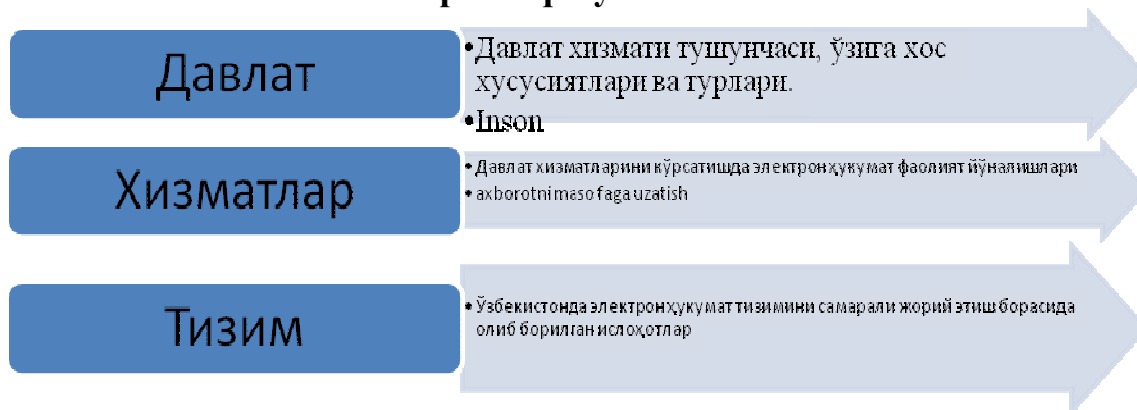 Давлат
•Давлат хизмати тушунчаси, ўзига хос
хусусиятлари ва турлари.
•Inson
Хизматлар
•Давлат хизматларини кўрсатишда электрон ҳукумат фаолият йўналишлари
•axborotni masofaga uzatish
Тизим
•Ўзбекистонда электрон ҳукумат тизимини самарали жорий этиш борасида
олиб борилган ислоҳотлар